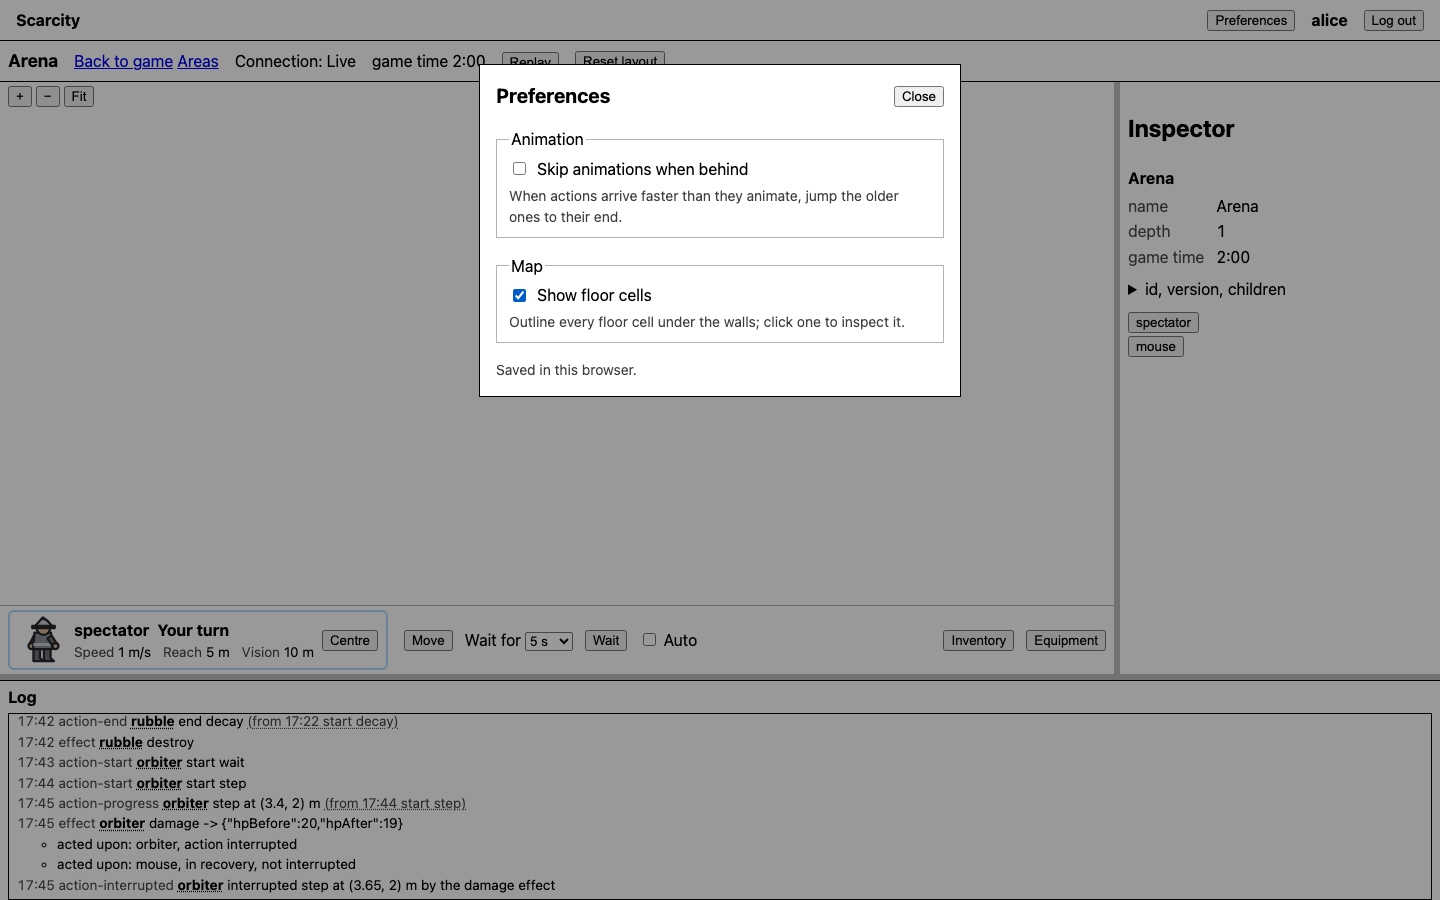 Scarcity
Preferences alice Log out
Arena Back to game Areas Connection: Live game time 2:00 Replay Reset layout
+ − Fit
Preferences Close
Animation
Skip animations when behind
When actions arrive faster than they animate, jump the older
ones to their end.
Map
Show floor cells
Outline every floor cell under the walls; click one to inspect it.
Saved in this browser.
Inspector
Arena
name Arena
depth 1
game time 2:00
▶ id, version, children
spectator
mouse
spectator Your turn
Speed 1 m/s Reach 5 m Vision 10 m
Centre Move Wait for 5 s Wait Auto Inventory Equipment
Log
17:42 action-end rubble end decay (from 17:22 start decay)
17:42 effect rubble destroy
17:43 action-start orbiter start wait
17:44 action-start orbiter start step
17:45 action-progress orbiter step at (3.4, 2) m (from 17:44 start step)
17:45 effect orbiter damage -> {"hpBefore":20,"hpAfter":19}
acted upon: orbiter, action interrupted
acted upon: mouse, in recovery, not interrupted
17:45 action-interrupted orbiter interrupted step at (3.65, 2) m by the damage effect